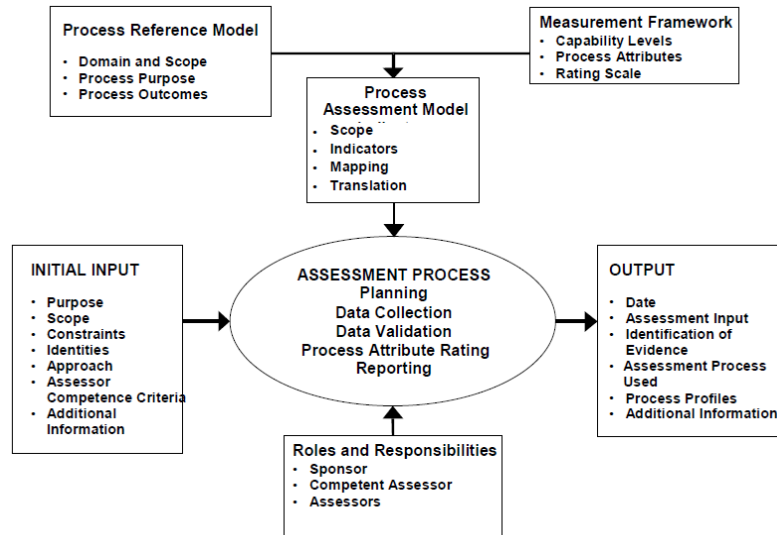 Process Reference Model
• Domain and Scope
• Process Purpose
• Process Outcomes
Measurement Framework
• Capability Levels
• Process Attributes
• Rating Scale
Process
Assessment Model
• Scope
• Indicators
• Mapping
• Translation
INITIAL INPUT
• Purpose
• Scope
• Constraints
• Identities
• Approach
• Assessor
Competence Criteria
• Additional
Information
ASSESSMENT PROCESS
Planning
Data Collection
Data Validation
Process Attribute Rating
Reporting
OUTPUT
• Date
• Assessment Input
• Identification of
Evidence
• Assessment Process
Used
• Process Profiles
• Additional Information
Roles and Responsibilities
• Sponsor
• Competent Assessor
• Assessors